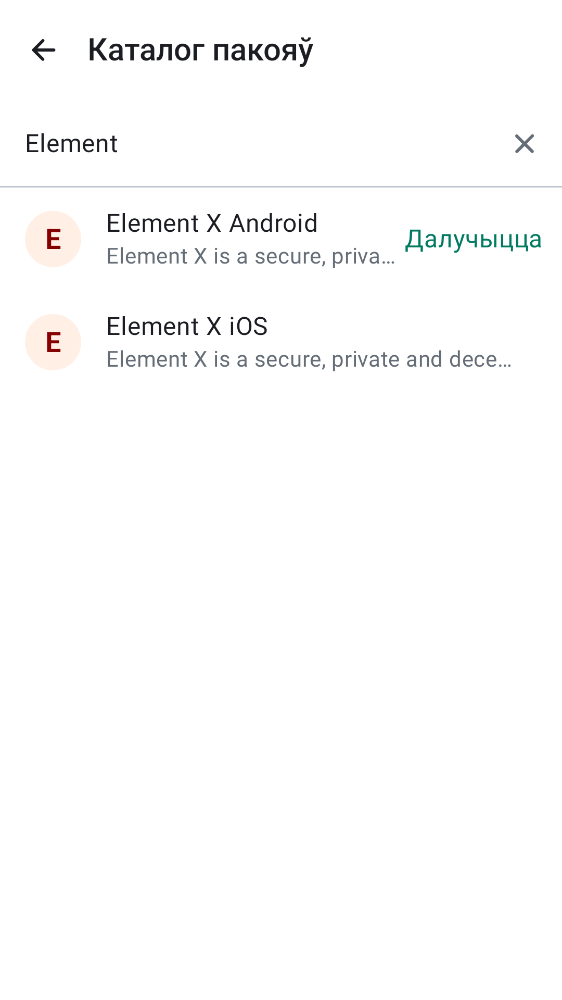 Каталог пакояў
Element
E
Element X Android
Element X is a secure, priva...
Далучыцца
E
Element X iOS
Element X is a secure, private and dece...